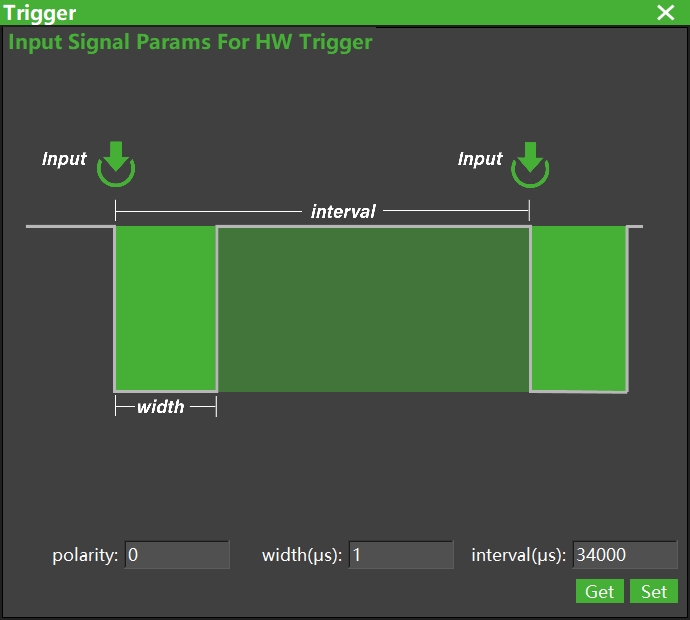 Trigger
Input Signal Params For HW Trigger
Input Input
interval
width
polarity: 0 width(μs): 1 interval(μs): 34000
Get Set